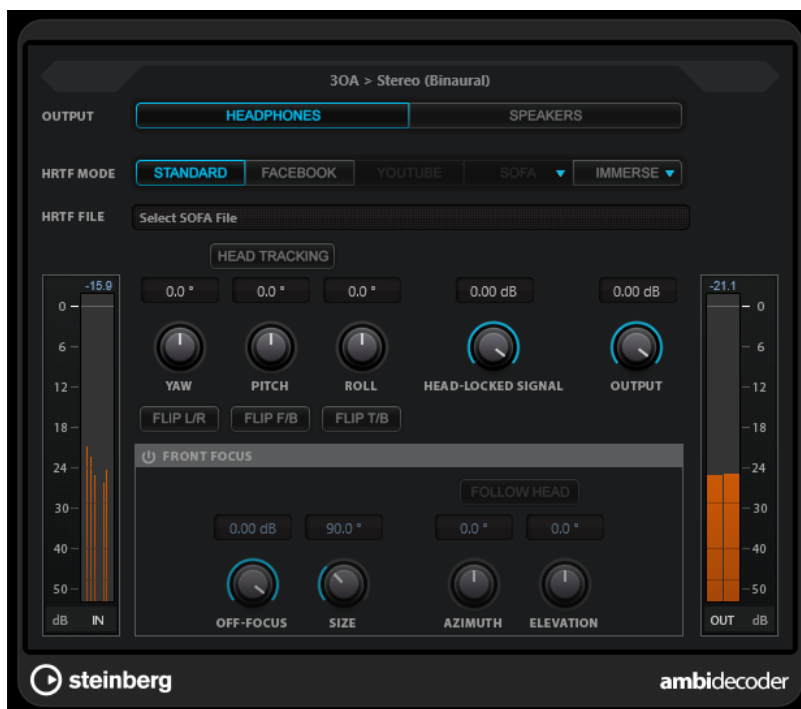 3OA > Stereo (Binaural)
OUTPUT HEADPHONES SPEAKERS
HRTF MODE STANDARD FACEBOOK YOUTUBE SOFA IMMERSE
HRTF FILE Select SOFA File
HEAD TRACKING
-15.9 0.0 ° 0.0 ° 0.0 ° 0.00 dB 0.00 dB -21.1
0 0
6 6
YAW PITCH ROLL HEAD-LOCKED SIGNAL OUTPUT
12 12
FLIP L/R FLIP F/B FLIP T/B
18 18
FRONT FOCUS
24 24
FOLLOW HEAD
30 30
0.00 dB 90.0 ° 0.0 ° 0.0 °
40 40
50 50
dB IN OFF-FOCUS SIZE AZIMUTH ELEVATION OUT dB
steinberg ambidecoder